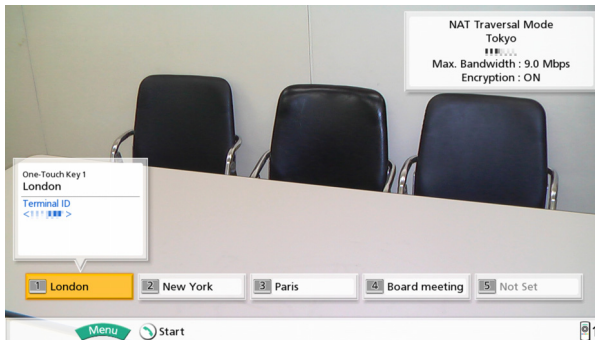 NAT Traversal Mode
Tokyo
Max. Bandwidth : 9.0 Mbps
Encryption : ON
One-Touch Key 1
London
Terminal ID
1 London
2 New York
3 Paris
4 Board meeting
5 Not Set
Menu
Start